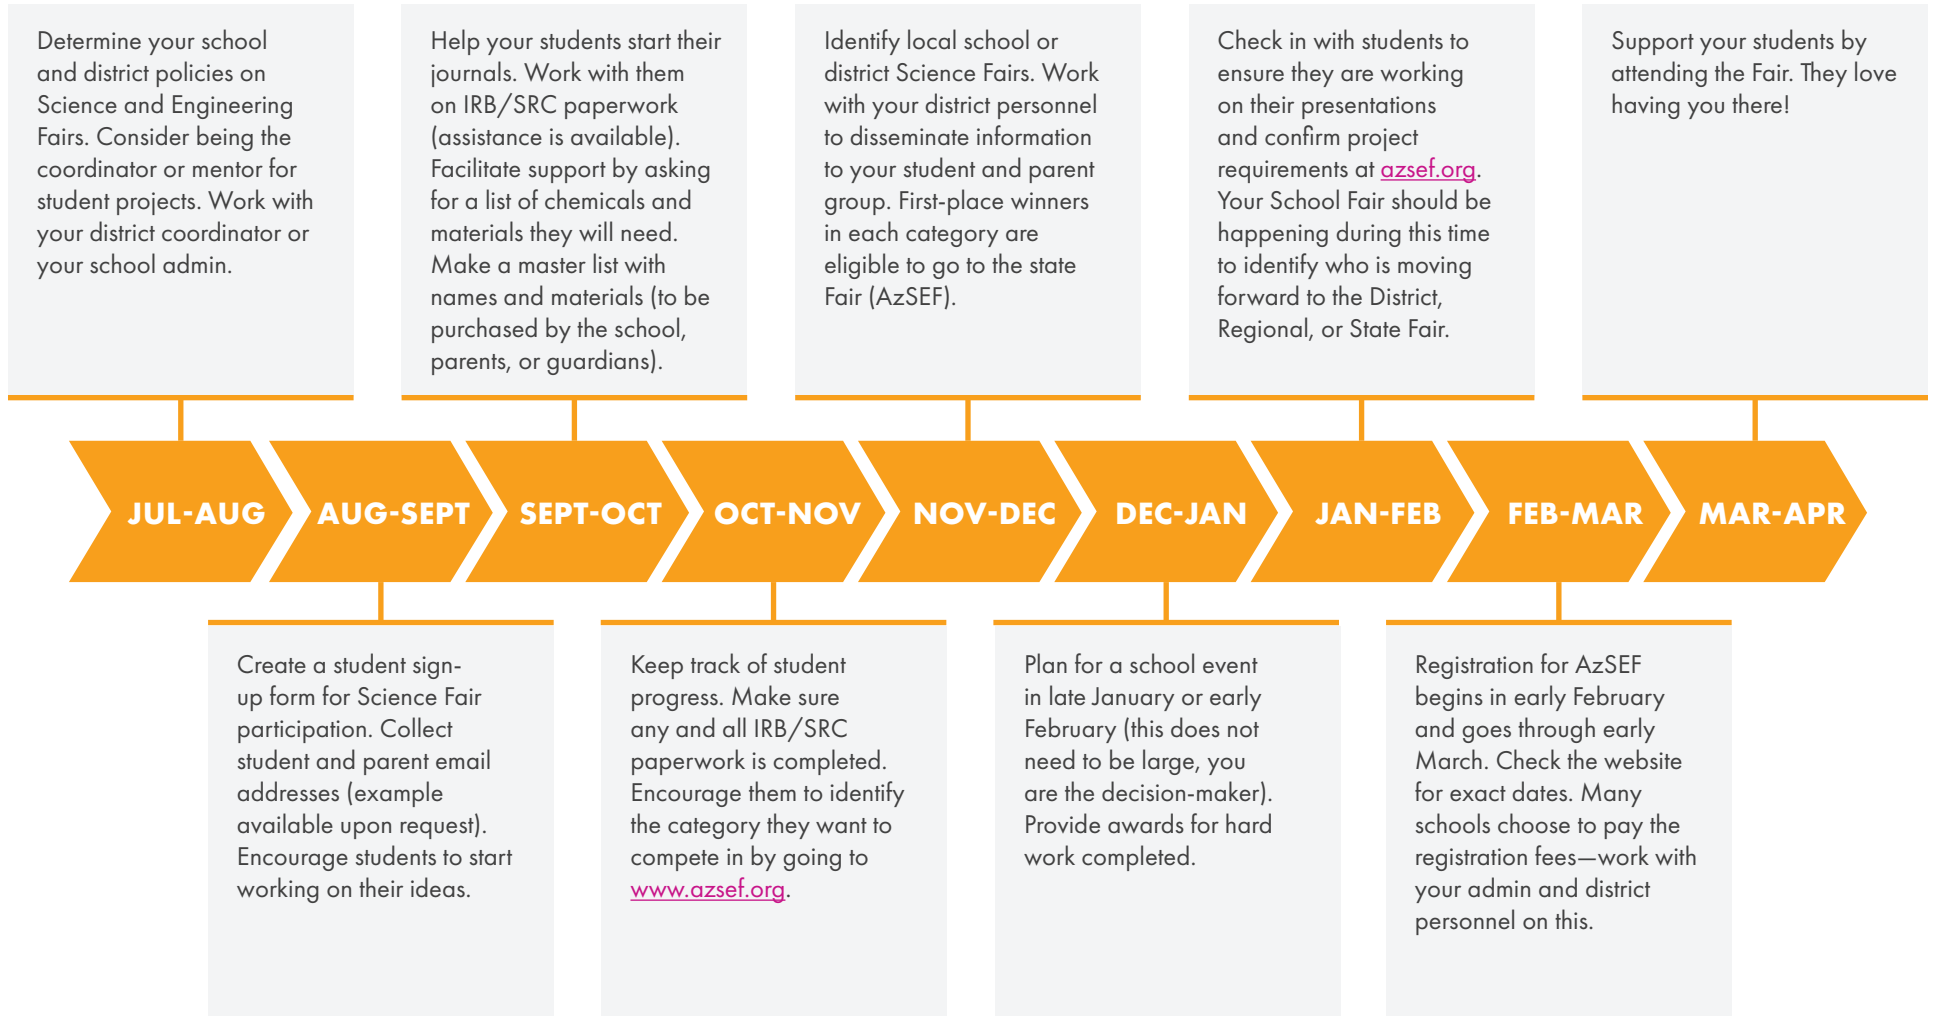 Determine your school
and district policies on
Science and Engineering
Fairs. Consider being the
coordinator or mentor for
student projects. Work with
your district coordinator or
your school admin.
Help your students start their
journals. Work with them
on IRB/SRC paperwork
(assistance is available).
Facilitate support by asking
for a list of chemicals and
materials they will need.
Make a master list with
names and materials (to be
purchased by the school,
parents, or guardians).
Identify local school or
district Science Fairs. Work
with your district personnel
to disseminate information
to your student and parent
group. First-place winners
in each category are
eligible to go to the state
Fair (AzSEF).
Check in with students to
ensure they are working
on their presentations
and confirm project
requirements at azsef.org.
Your School Fair should be
happening during this time
to identify who is moving
forward to the District,
Regional, or State Fair.
Support your students by
attending the Fair. They love
having you there!
JUL-AUG
AUG-SEPT
SEPT-OCT
OCT-NOV
NOV-DEC
DEC-JAN
JAN-FEB
FEB-MAR
MAR-APR
Create a student sign-
up form for Science Fair
participation. Collect
student and parent email
addresses (example
available upon request).
Encourage students to start
working on their ideas.
Keep track of student
progress. Make sure
any and all IRB/SRC
paperwork is completed.
Encourage them to identify
the category they want to
compete in by going to
www.azsef.org.
Plan for a school event
in late January or early
February (this does not
need to be large, you
are the decision-maker).
Provide awards for hard
work completed.
Registration for AzSEF
begins in early February
and goes through early
March. Check the website
for exact dates. Many
schools choose to pay the
registration fees—work with
your admin and district
personnel on this.